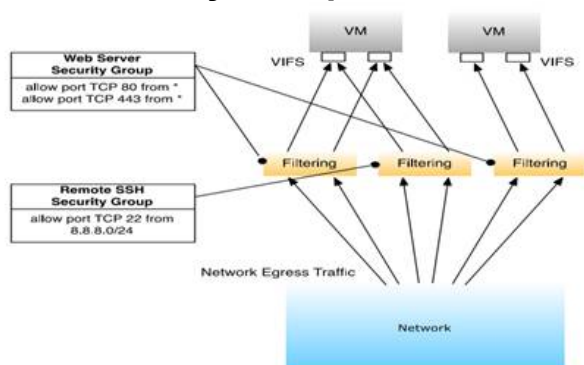 VM
VM
Web Server
Security Group
allow port TCP 80 from *
allow port TCP 443 from *
VIFS
VIFS
Filtering
Filtering
Filtering
Remote SSH
Security Group
allow port TCP 22 from
8.8.8.0/24
Network Egress Traffic
Network